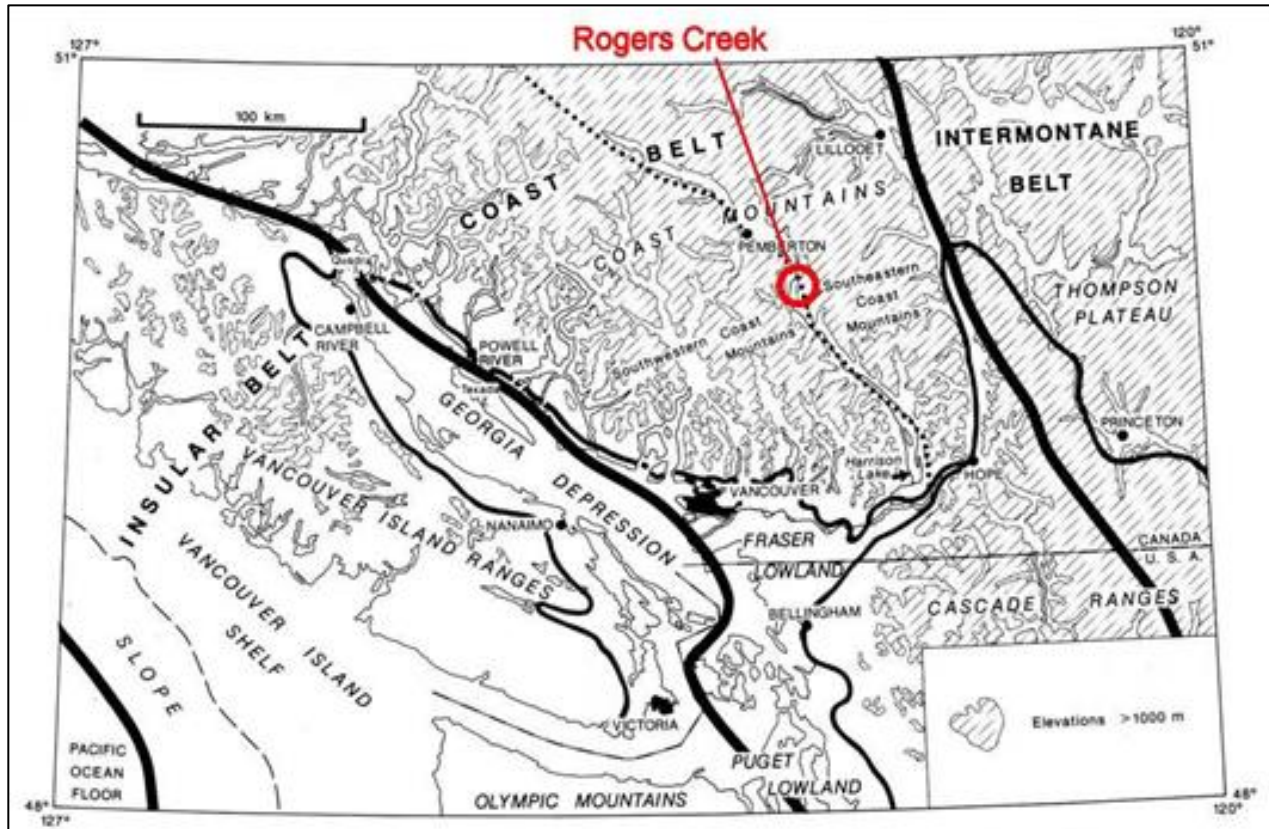 Rogers Creek
127°
51°
120°
51°
100 km
COAST BELT
LILLOOET
INTERMONTANE
BELT
COAST MOUNTAINS
PEMBERTON
Southeastern
Coast
Mountains
Southwestern
Coast
Mountains
THOMPSON
PLATEAU
Quadra
CAMPBELL
RIVER
POWELL
RIVER
Texada
INSULAR BELT
GEORGIA
DEPRESSION
PRINCETON
Harrison
Lake
HOPE
VANCOUVER
VANCOUVER ISLAND RANGES
NANAIMO
FRASER
LOWLAND
CANADA
U. S. A.
VANCOUVER ISLAND
SHELF
BELLINGHAM
CASCADE RANGES
SLOPE
VICTORIA
Elevations >1000 m
PACIFIC
OCEAN
FLOOR
PUGET
LOWLAND
OLYMPIC MOUNTAINS
48°
127°
48°
120°